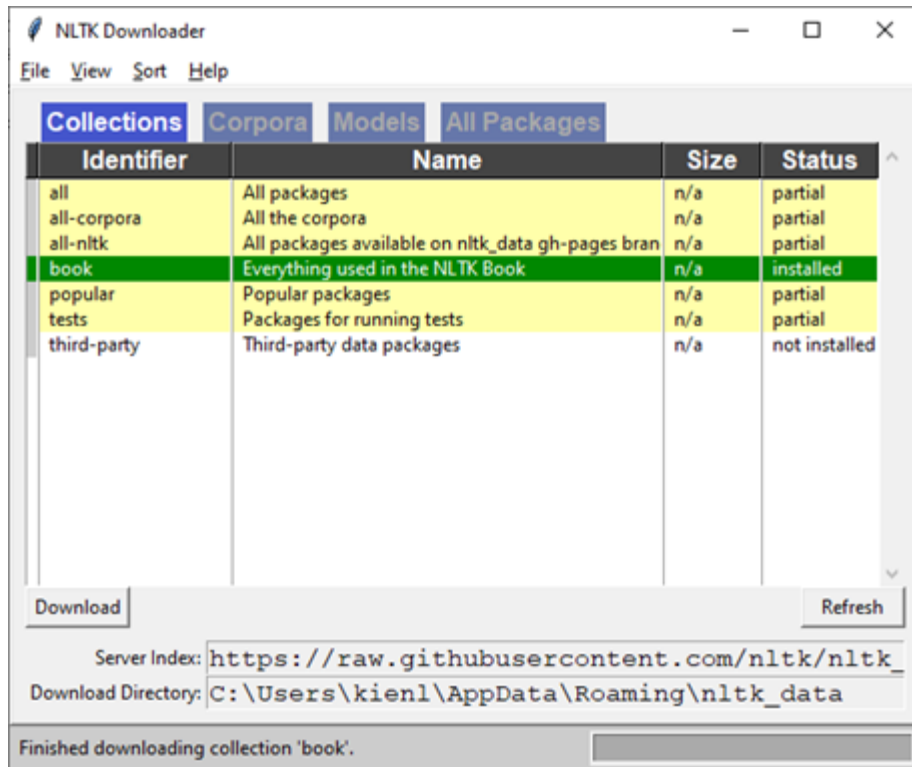 NLTK Downloader
File View Sort Help
Collections Corpora Models All Packages
Identifier Name Size Status
all All packages n/a partial
all-corpora All the corpora n/a partial
all-nltk All packages available on nltk_data gh-pages bran n/a partial
book Everything used in the NLTK Book n/a installed
popular Popular packages n/a partial
tests Packages for running tests n/a partial
third-party Third-party data packages n/a not installed
Download Refresh
Server Index: https://raw.githubusercontent.com/nltk/nltk_
Download Directory: C:\Users\kienl\AppData\Roaming\nltk_data
Finished downloading collection 'book'.